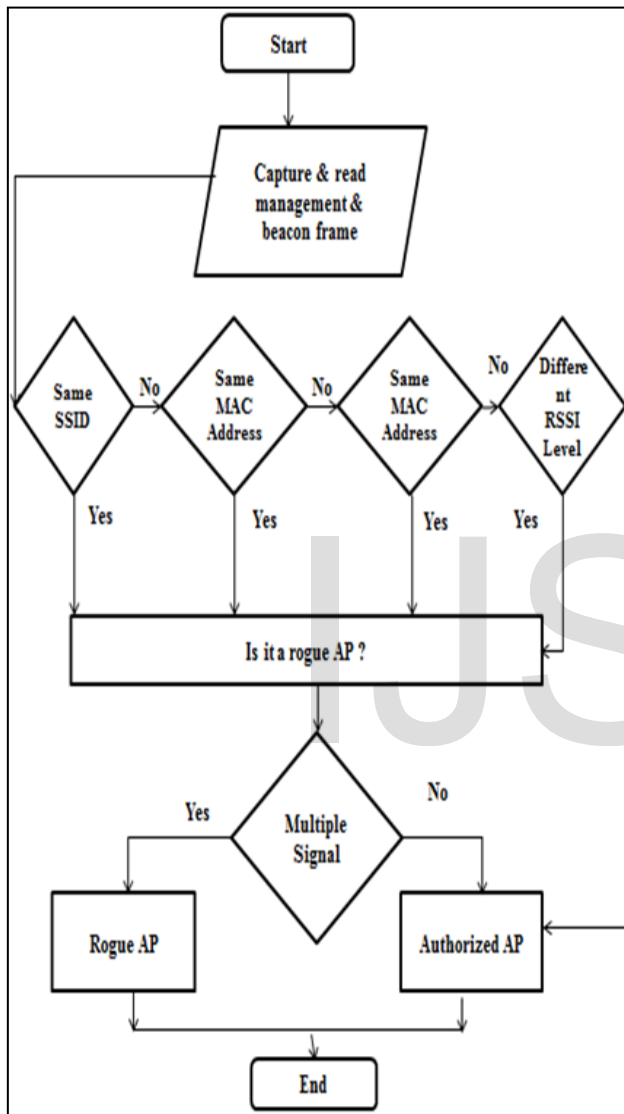 Start
Capture & read
management &
beacon frame
Same
SSID
No
Same
MAC
Address
No
Same
MAC
Address
No
Differe
nt
RSSI
Level
Yes
Yes
Yes
Yes
Is it a rogue AP ?
IJS
Yes
Multiple
Signal
No
Rogue AP
Authorized AP
End